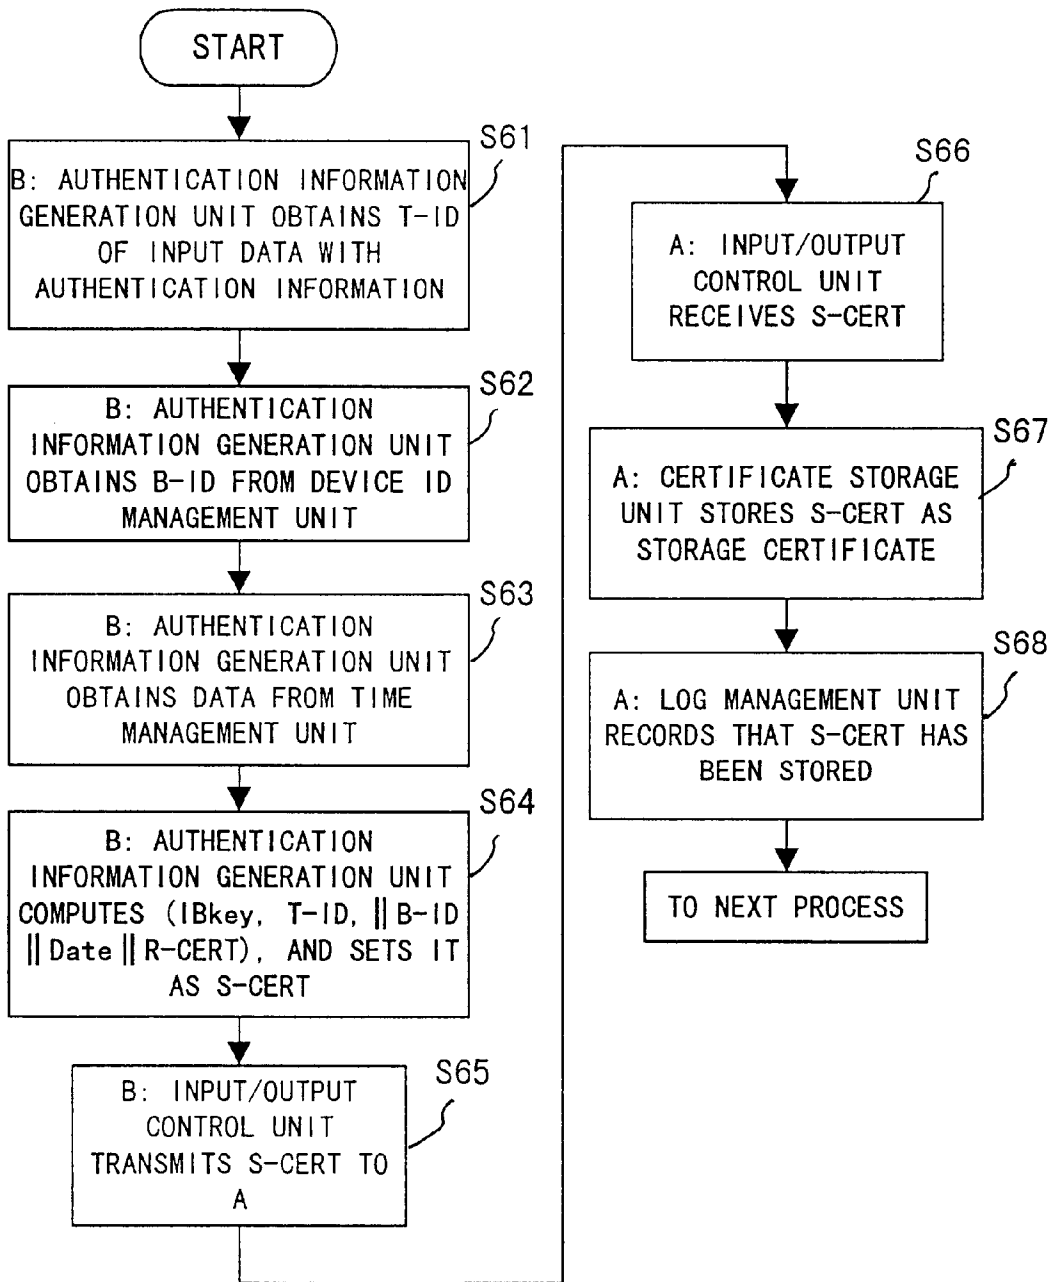 START
S61
B: AUTHENTICATION INFORMATION
GENERATION UNIT OBTAINS T-ID
OF INPUT DATA WITH
AUTHENTICATION INFORMATION
S62
B: AUTHENTICATION
INFORMATION GENERATION UNIT
OBTAINS B-ID FROM DEVICE ID
MANAGEMENT UNIT
S63
B: AUTHENTICATION
INFORMATION GENERATION UNIT
OBTAINS DATA FROM TIME
MANAGEMENT UNIT
S64
B: AUTHENTICATION
INFORMATION GENERATION UNIT
COMPUTES (IBkey, T-ID, ‖B-ID
‖Date‖R-CERT), AND SETS IT
AS S-CERT
S65
B: INPUT/OUTPUT
CONTROL UNIT
TRANSMITS S-CERT TO
A
S66
A: INPUT/OUTPUT
CONTROL UNIT
RECEIVES S-CERT
S67
A: CERTIFICATE STORAGE
UNIT STORES S-CERT AS
STORAGE CERTIFICATE
S68
A: LOG MANAGEMENT UNIT
RECORDS THAT S-CERT HAS
BEEN STORED
TO NEXT PROCESS